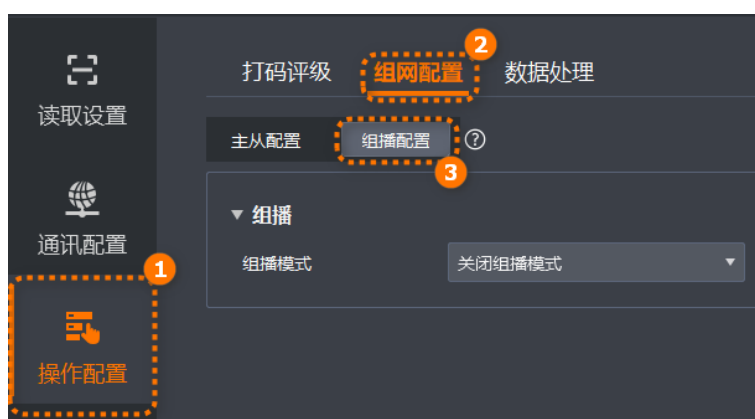 读取设置
通讯配置
1
操作配置
打码评级 组网配置 2 数据处理
主从配置 组播配置 ?
3
▼ 组播
组播模式 关闭组播模式 ▼